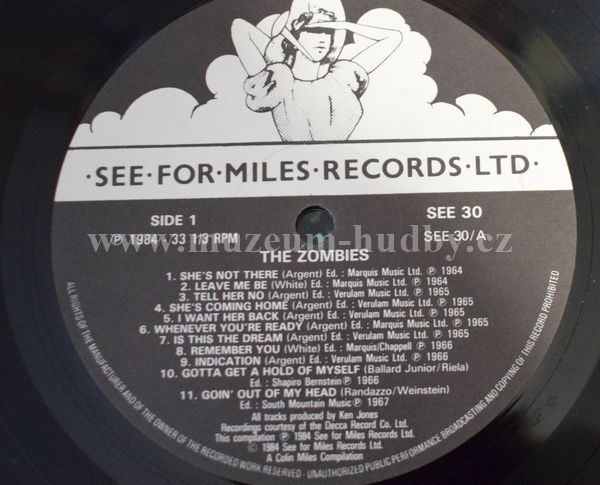 ·SEE·FOR·MILES·RECORDS·LTD·
SIDE 1
SEE 30
℗ 1984 - 33 1/3 RPM
SEE 30/A
www.muzeum-hudby.cz
THE ZOMBIES
1. SHE'S NOT THERE (Argent) Ed. : Marquis Music Ltd. ℗ 1964
2. LEAVE ME BE (White) Ed. : Marquis Music Ltd. ℗ 1964
3. TELL HER NO (Argent) Ed. : Verulam Music Ltd. ℗ 1965
4. SHE'S COMING HOME (Argent) Ed. : Verulam Music Ltd. ℗ 1965
5. I WANT HER BACK (Argent) Ed. : Verulam Music Ltd. ℗ 1965
6. WHENEVER YOU'RE READY (Argent) Ed. : Marquis Music Ltd. ℗ 1965
7. IS THIS THE DREAM (Argent) Ed. : Verulam Music Ltd. ℗ 1965
8. REMEMBER YOU (White) Ed. : Marquis/Chappell ℗ 1966
9. INDICATION (Argent) Ed. : Verulam Music Ltd. ℗ 1966
10. GOTTA GET A HOLD OF MYSELF (Ballard Junior/Riela)
Ed. : Shapiro Bernstein ℗ 1966
11. GOIN' OUT OF MY HEAD (Randazzo/Weinstein)
Ed. : South Mountain Music ℗ 1967
All tracks produced by Ken Jones
Recordings courtesy of the Decca Record Co. Ltd.
This compilation ℗ 1984 See for Miles Records Ltd.
© 1984 See for Miles Records Ltd.
A Colin Miles Compilation
ALL RIGHTS OF THE MANUFACTURER AND OF THE OWNER OF THE RECORDED WORK RESERVED - UNAUTHORIZED PUBLIC PERFORMANCE BROADCASTING AND COPYING OF THIS RECORD PROHIBITED